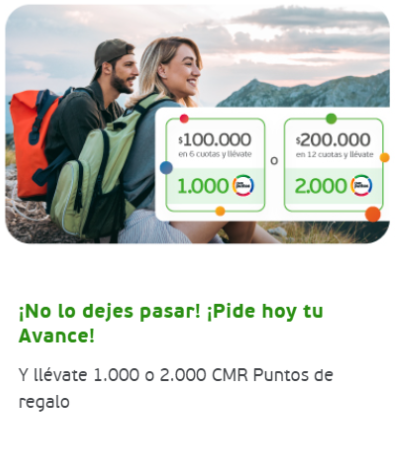 $100.000
en 6 cuotas y llévate
1.000
o
$200.000
en 12 cuotas y llévate
2.000
¡No lo dejes pasar! ¡Pide hoy tu
Avance!
Y llévate 1.000 o 2.000 CMR Puntos de
regalo